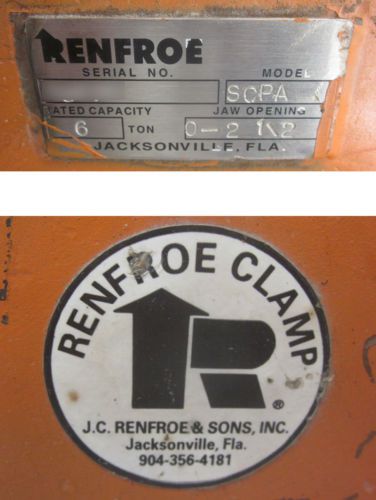 RENFROE
SERIAL NO. MODEL
SCPA
RATED CAPACITY JAW OPENING
6 TON 0-2 1\2
JACKSONVILLE, FLA.
RENFROE CLAMP
R ®
J.C. RENFROE & SONS, INC.
Jacksonville, Fla.
904-356-4181